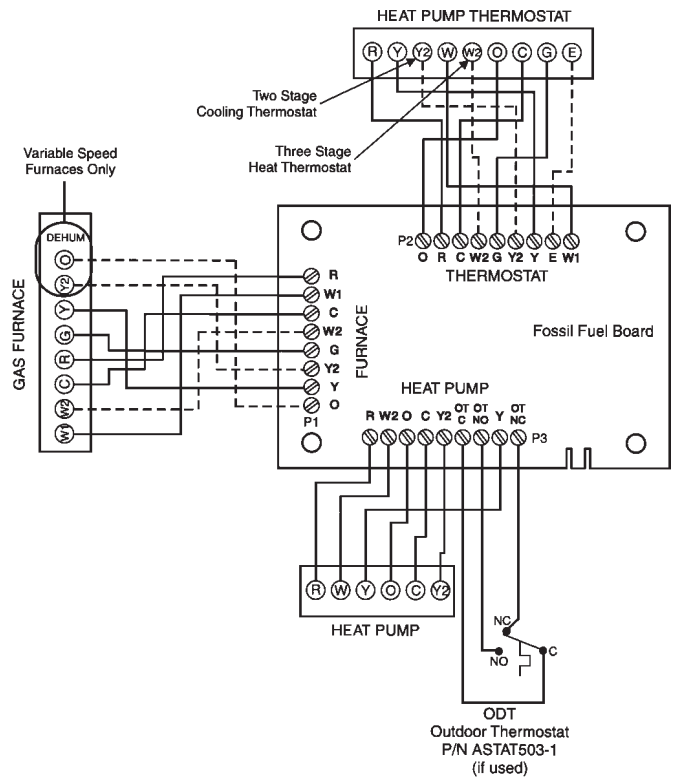 HEAT PUMP THERMOSTAT
R Y Y2 W W2 O C G E
Two Stage
Cooling Thermostat
Three Stage
Heat Thermostat
Variable Speed
Furnaces Only
DEHUM
O
Y2
Y
G
R
C
W2
W1
GAS FURNACE
P2
O R C W2 G Y2 Y E W1
THERMOSTAT
R
W1
C
W2
G
Y2
Y
O
P1
FURNACE
Fossil Fuel Board
HEAT PUMP
R W2 O C Y2 OT C OT NO Y OT NC
P3
R W Y O C Y2
HEAT PUMP
NC
NO
C
ODT
Outdoor Thermostat
P/N ASTAT503-1
(if used)